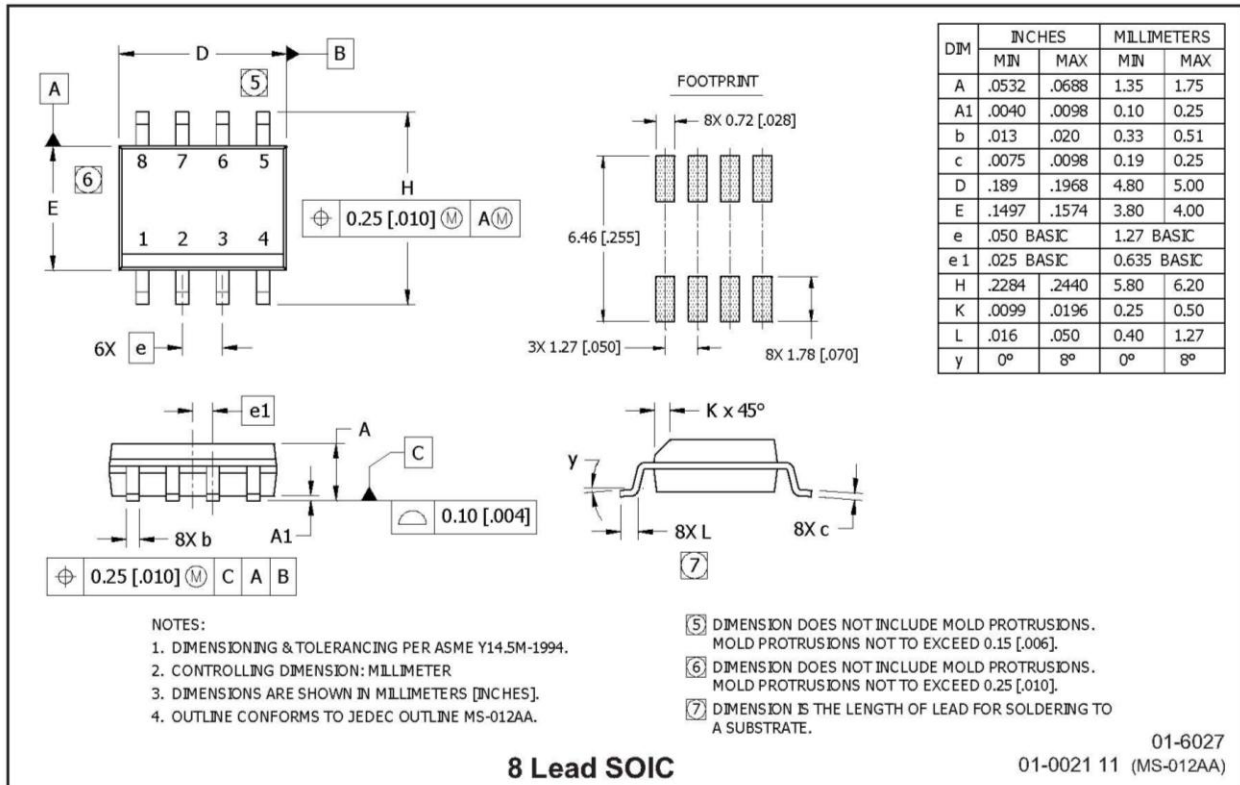 D
B
5
A
8 7 6 5
6
E
H
⌖ 0.25 [.010] Ⓜ AⓂ
1 2 3 4
6X e
FOOTPRINT
8X 0.72 [.028]
6.46 [.255]
3X 1.27 [.050]
8X 1.78 [.070]
DIM INCHES MILLIMETERS
MIN MAX MIN MAX
A .0532 .0688 1.35 1.75
A1 .0040 .0098 0.10 0.25
b .013 .020 0.33 0.51
c .0075 .0098 0.19 0.25
D .189 .1968 4.80 5.00
E .1497 .1574 3.80 4.00
e .050 BASIC 1.27 BASIC
e 1 .025 BASIC 0.635 BASIC
H .2284 .2440 5.80 6.20
K .0099 .0196 0.25 0.50
L .016 .050 0.40 1.27
y 0° 8° 0° 8°
e1
A
C
0.10 [.004]
A1
8X b
⌖ 0.25 [.010] Ⓜ C A B
K x 45°
y
8X L
8X c
7
NOTES:
1. DIMENSIONING & TOLERANCING PER ASME Y14.5M-1994.
2. CONTROLLING DIMENSION: MILLIMETER
3. DIMENSIONS ARE SHOWN IN MILLIMETERS [INCHES].
4. OUTLINE CONFORMS TO JEDEC OUTLINE MS-012AA.
5 DIMENSION DOES NOT INCLUDE MOLD PROTRUSIONS.
MOLD PROTRUSIONS NOT TO EXCEED 0.15 [.006].
6 DIMENSION DOES NOT INCLUDE MOLD PROTRUSIONS.
MOLD PROTRUSIONS NOT TO EXCEED 0.25 [.010].
7 DIMENSION IS THE LENGTH OF LEAD FOR SOLDERING TO
A SUBSTRATE.
8 Lead SOIC
01-6027
01-0021 11 (MS-012AA)